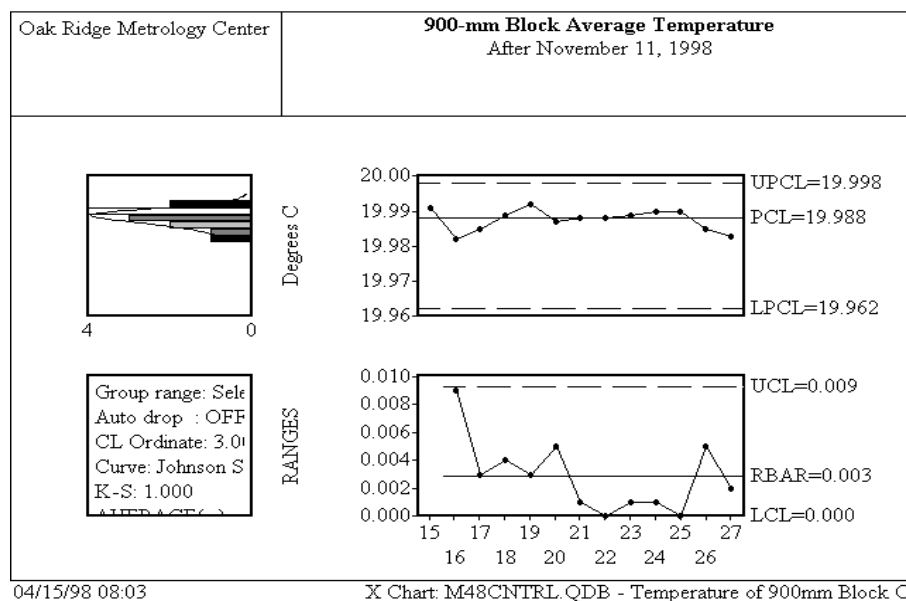 Oak Ridge Metrology Center
900-mm Block Average Temperature
After November 11, 1998
4 0
Degrees C
20.00
19.99
19.98
19.97
19.96
UPCL=19.998
PCL=19.988
LPCL=19.962
Group range: Sele
Auto drop : OFF
CL Ordinate: 3.0
Curve: Johnson S
K-S: 1.000
RANGES
0.010
0.008
0.006
0.004
0.002
0.000
UCL=0.009
RBAR=0.003
LCL=0.000
15 17 19 21 23 25 27
16 18 20 22 24 26
04/15/98 08:03
X Chart: M48CNTRL.QDB - Temperature of 900mm Block